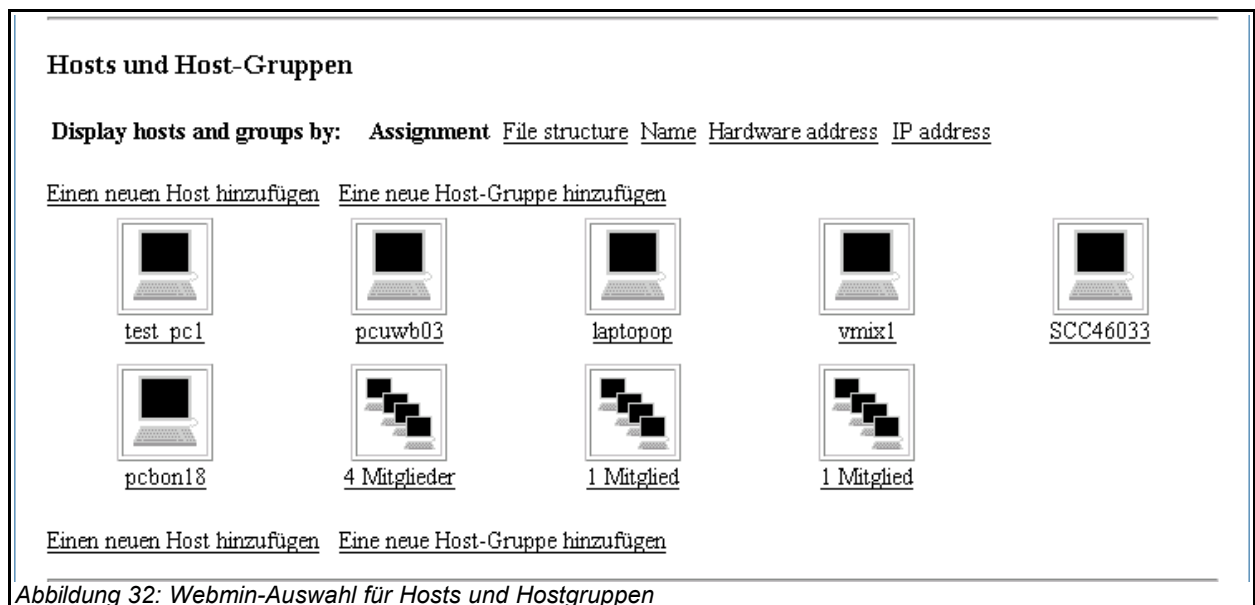 Hosts und Host-Gruppen
Display hosts and groups by: Assignment File structure Name Hardware address IP address
Einen neuen Host hinzufügen Eine neue Host-Gruppe hinzufügen
test_pc1 pcuwb03 laptopop vmix1 SCC46033
pcbon18 4 Mitglieder 1 Mitglied 1 Mitglied
Einen neuen Host hinzufügen Eine neue Host-Gruppe hinzufügen
Abbildung 32: Webmin-Auswahl für Hosts und Hostgruppen